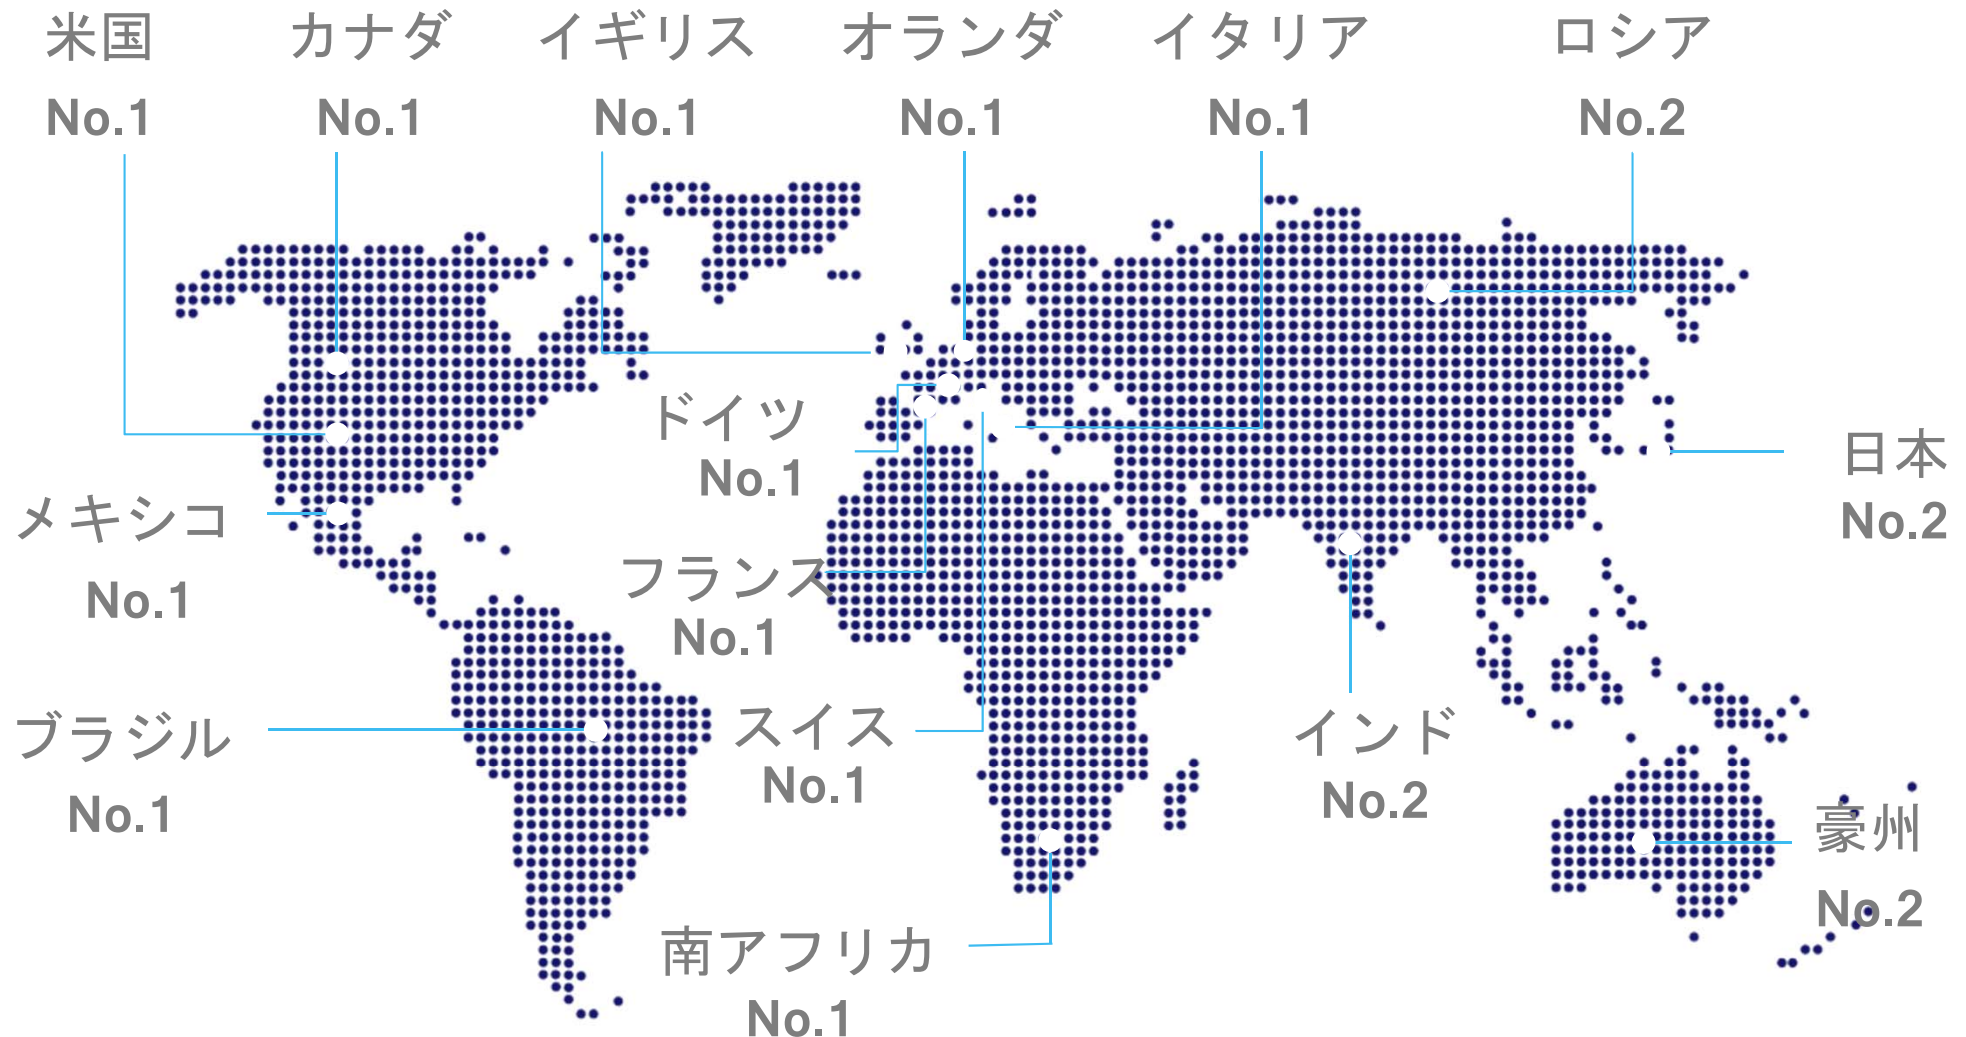 米国
No.1
カナダ
No.1
イギリス
No.1
オランダ
No.1
イタリア
No.1
ロシア
No.2
ドイツ
No.1
日本
No.2
メキシコ
No.1
フランス
No.1
ブラジル
No.1
スイス
No.1
インド
No.2
豪州
No.2
南アフリカ
No.1